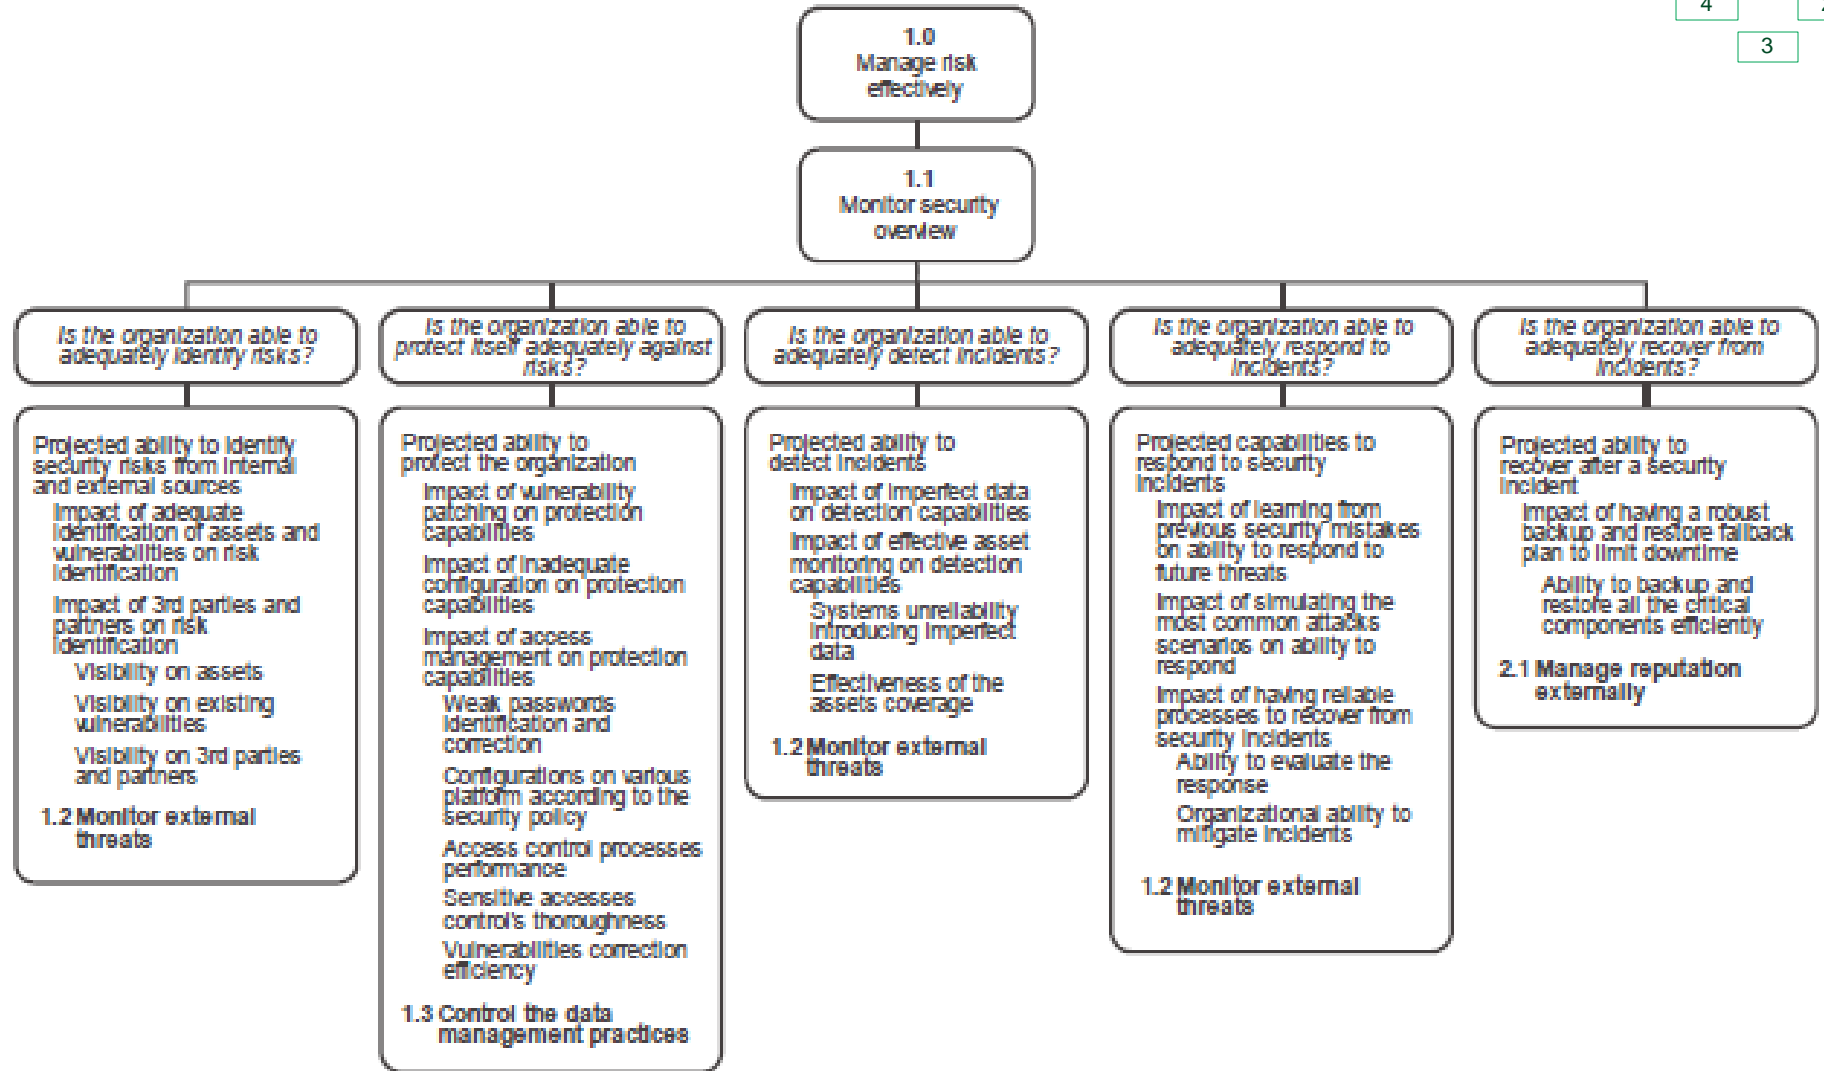 4
3
1.0
Manage risk
effectively
1.1
Monitor security
overview
Is the organization able to
adequately identify risks?
Is the organization able to
protect itself adequately against
risks?
Is the organization able to
adequately detect incidents?
Is the organization able to
adequately respond to
incidents?
Is the organization able to
adequately recover from
incidents?
Projected ability to identify
security risks from internal
and external sources
Impact of adequate
identification of assets and
vulnerabilities on risk
identification
Impact of 3rd parties and
partners on risk
identification
Visibility on assets
Visibility on existing
vulnerabilities
Visibility on 3rd parties
and partners
1.2 Monitor external
threats
Projected ability to
protect the organization
Impact of vulnerability
patching on protection
capabilities
Impact of inadequate
configuration on protection
capabilities
Impact of access
management on protection
capabilities
Weak passwords
identification and
correction
Configurations on various
platform according to the
security policy
Access control processes
performance
Sensitive accesses
control's thoroughness
Vulnerabilities correction
efficiency
1.3 Control the data
management practices
Projected ability to
detect incidents
Impact of imperfect data
on detection capabilities
Impact of effective asset
monitoring on detection
capabilities
Systems unreliability
introducing imperfect
data
Effectiveness of the
assets coverage
1.2 Monitor external
threats
Projected capabilities to
respond to security
incidents
Impact of learning from
previous security mistakes
on ability to respond to
future threats
Impact of simulating the
most common attacks
scenarios on ability to
respond
Impact of having reliable
processes to recover from
security incidents
Ability to evaluate the
response
Organizational ability to
mitigate incidents
1.2 Monitor external
threats
Projected ability to
recover after a security
incident
Impact of having a robust
backup and restore fallback
plan to limit downtime
Ability to backup and
restore all the critical
components efficiently
2.1 Manage reputation
externally